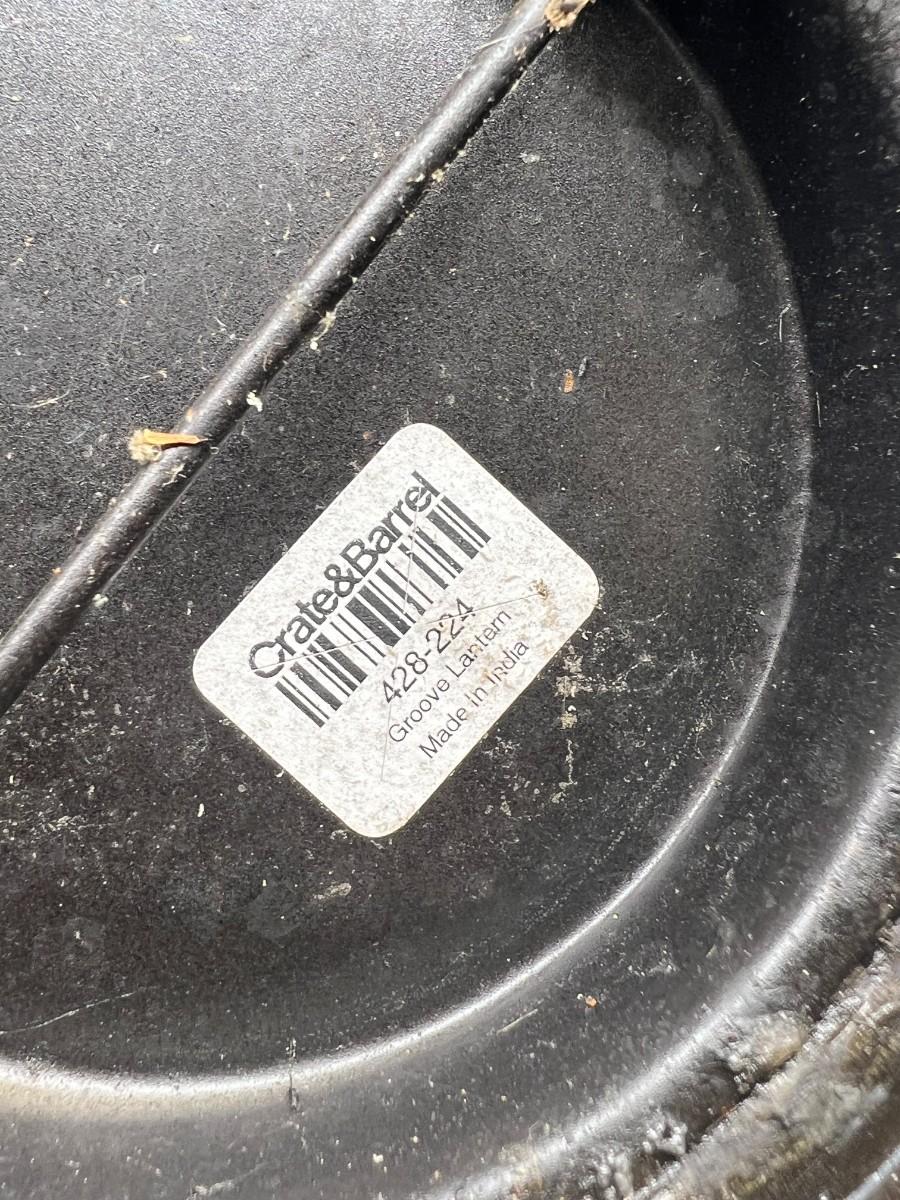 Crate&Barrel
428-224
Groove Lantern
Made in India